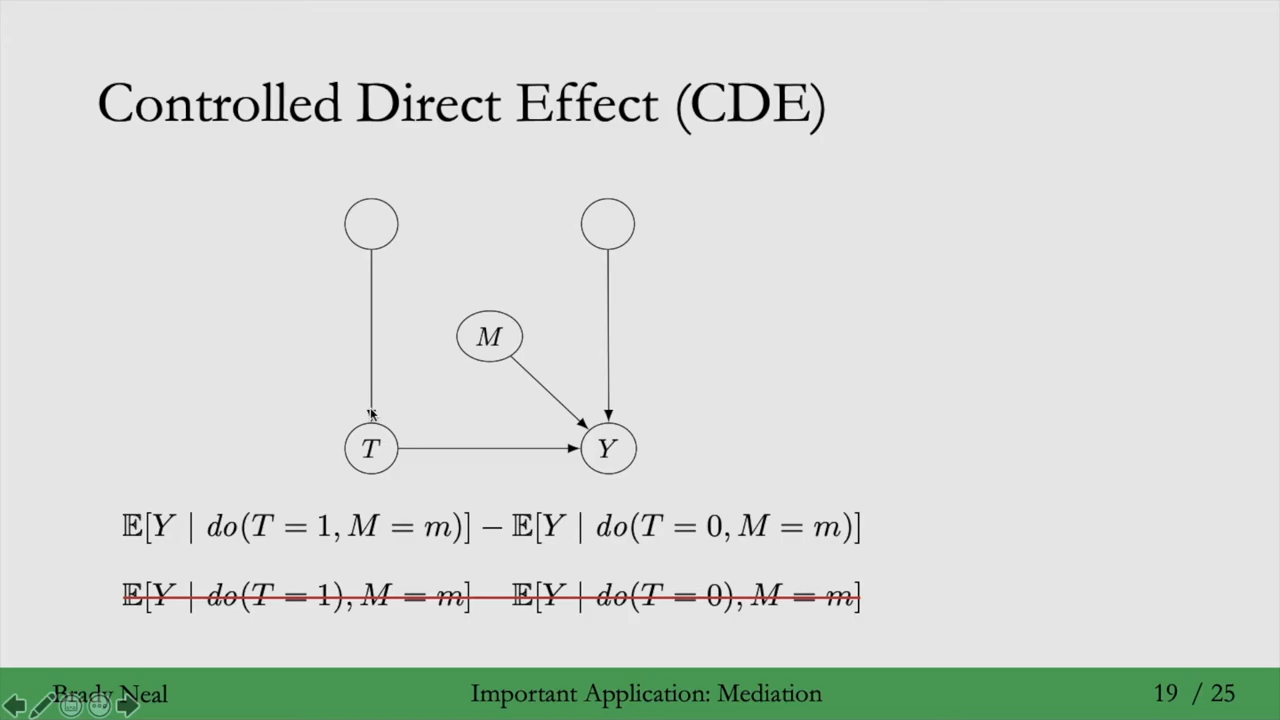 Controlled Direct Effect (CDE)
M
T
Y
𝔼[Y | do(T = 1, M = m)] − 𝔼[Y | do(T = 0, M = m)]
𝔼[Y | do(T = 1), M = m] − 𝔼[Y | do(T = 0), M = m]
Brady Neal
Important Application: Mediation
19 / 25